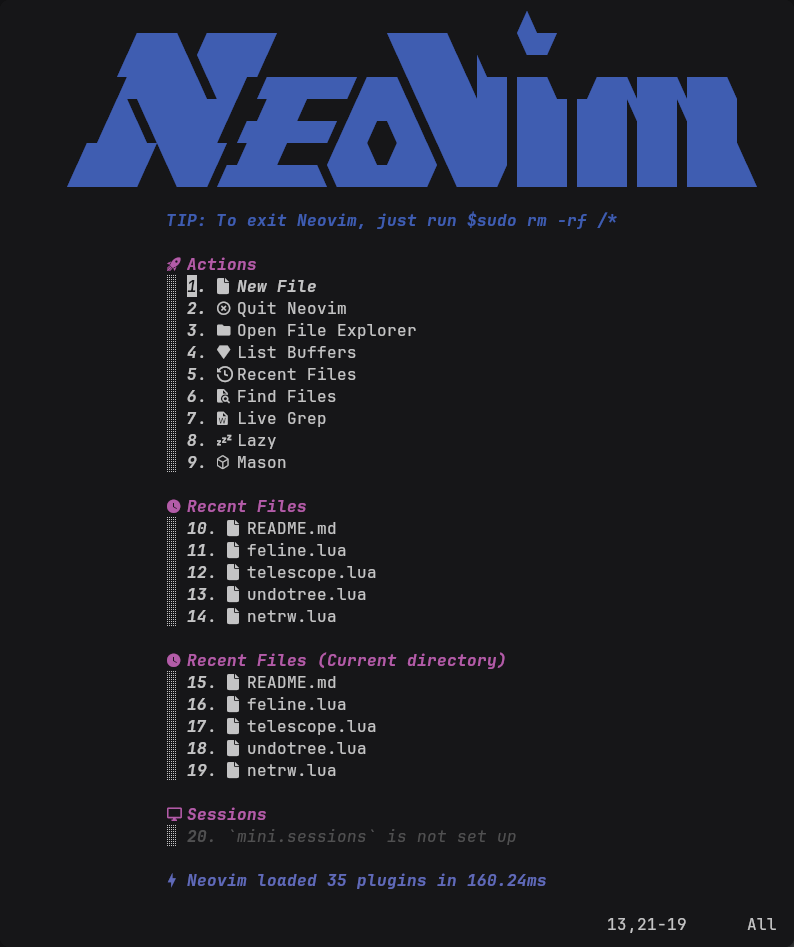 NEOVIM
TIP: To exit Neovim, just run $sudo rm -rf /*
Actions
1. New File
2. Quit Neovim
3. Open File Explorer
4. List Buffers
5. Recent Files
6. Find Files
7. Live Grep
8. Lazy
9. Mason
Recent Files
10. README.md
11. feline.lua
12. telescope.lua
13. undotree.lua
14. netrw.lua
Recent Files (Current directory)
15. README.md
16. feline.lua
17. telescope.lua
18. undotree.lua
19. netrw.lua
Sessions
20. `mini.sessions` is not set up
Neovim loaded 35 plugins in 160.24ms
13,21-19 All